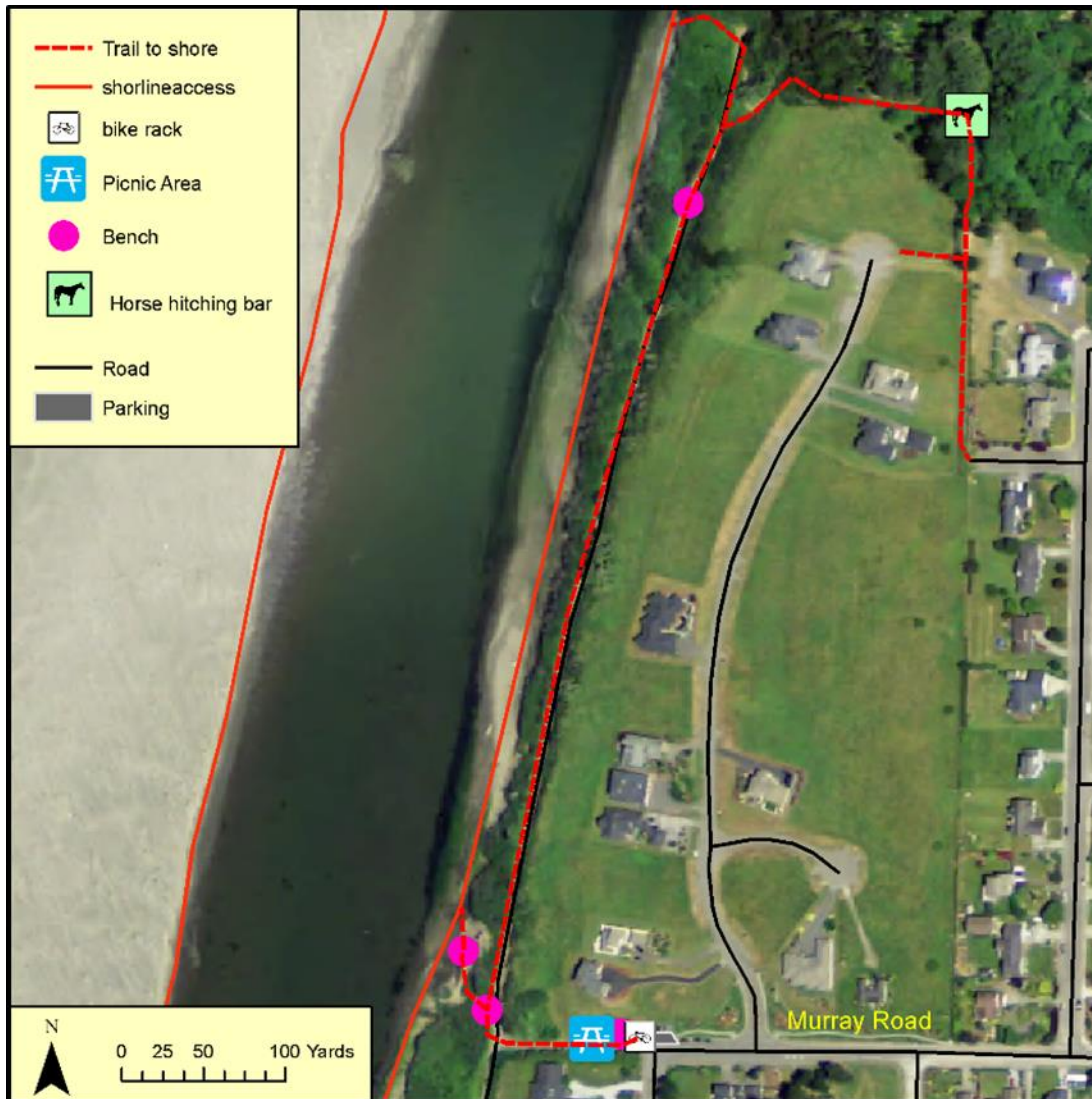 Trail to shore
shorlineaccess
bike rack
Picnic Area
Bench
Horse hitching bar
Road
Parking
Murray Road
N
0 25 50 100 Yards